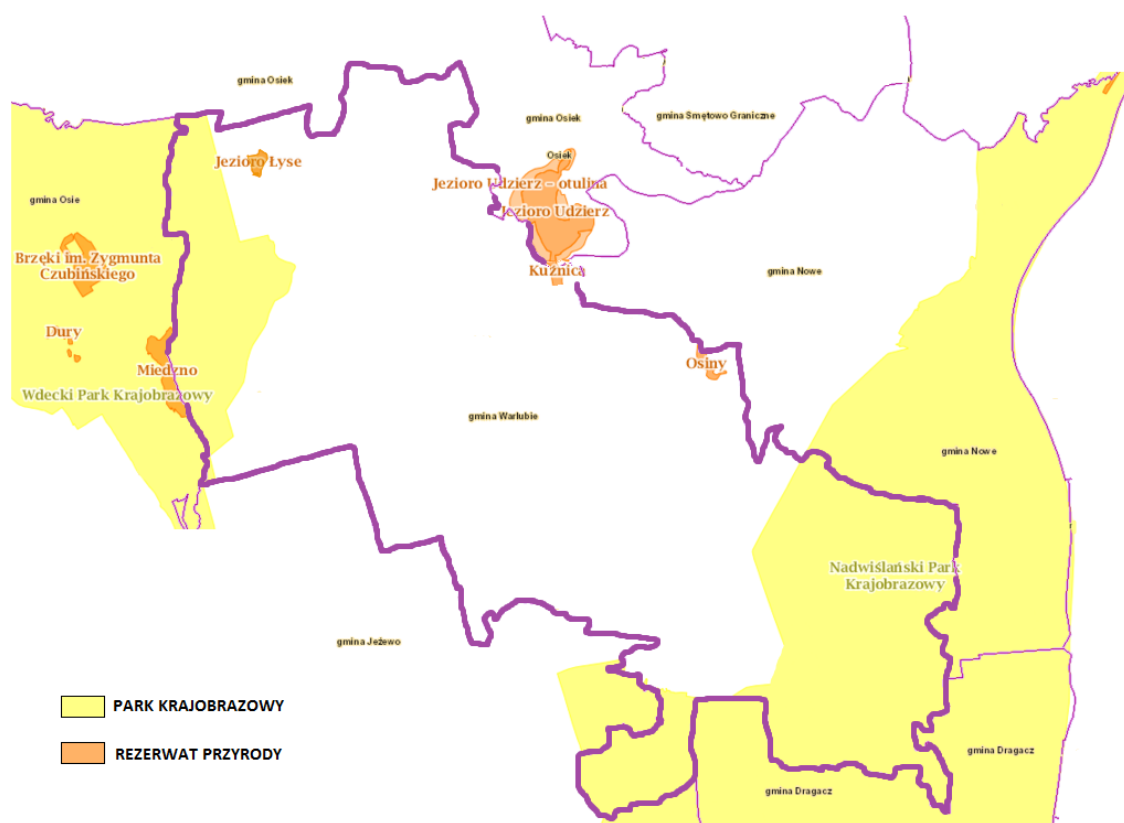 gmina Osiek
gmina Osiek
gmina Smętowo Graniczne
Osiek
Jezioro Łyse
Jezioro Udzierz – otulina
gmina Osie
Jezioro Udzierz
Brzęki im. Zygmunta
Czubińskiego
Kuźnica
gmina Nowe
Dury
Miedzno
Osiny
Wdecki Park Krajobrazowy
gmina Warlubie
gmina Nowe
Nadwiślański Park
Krajobrazowy
gmina Jeżewo
PARK KRAJOBRAZOWY
REZERWAT PRZYRODY
gmina Dragacz
gmina Dragacz